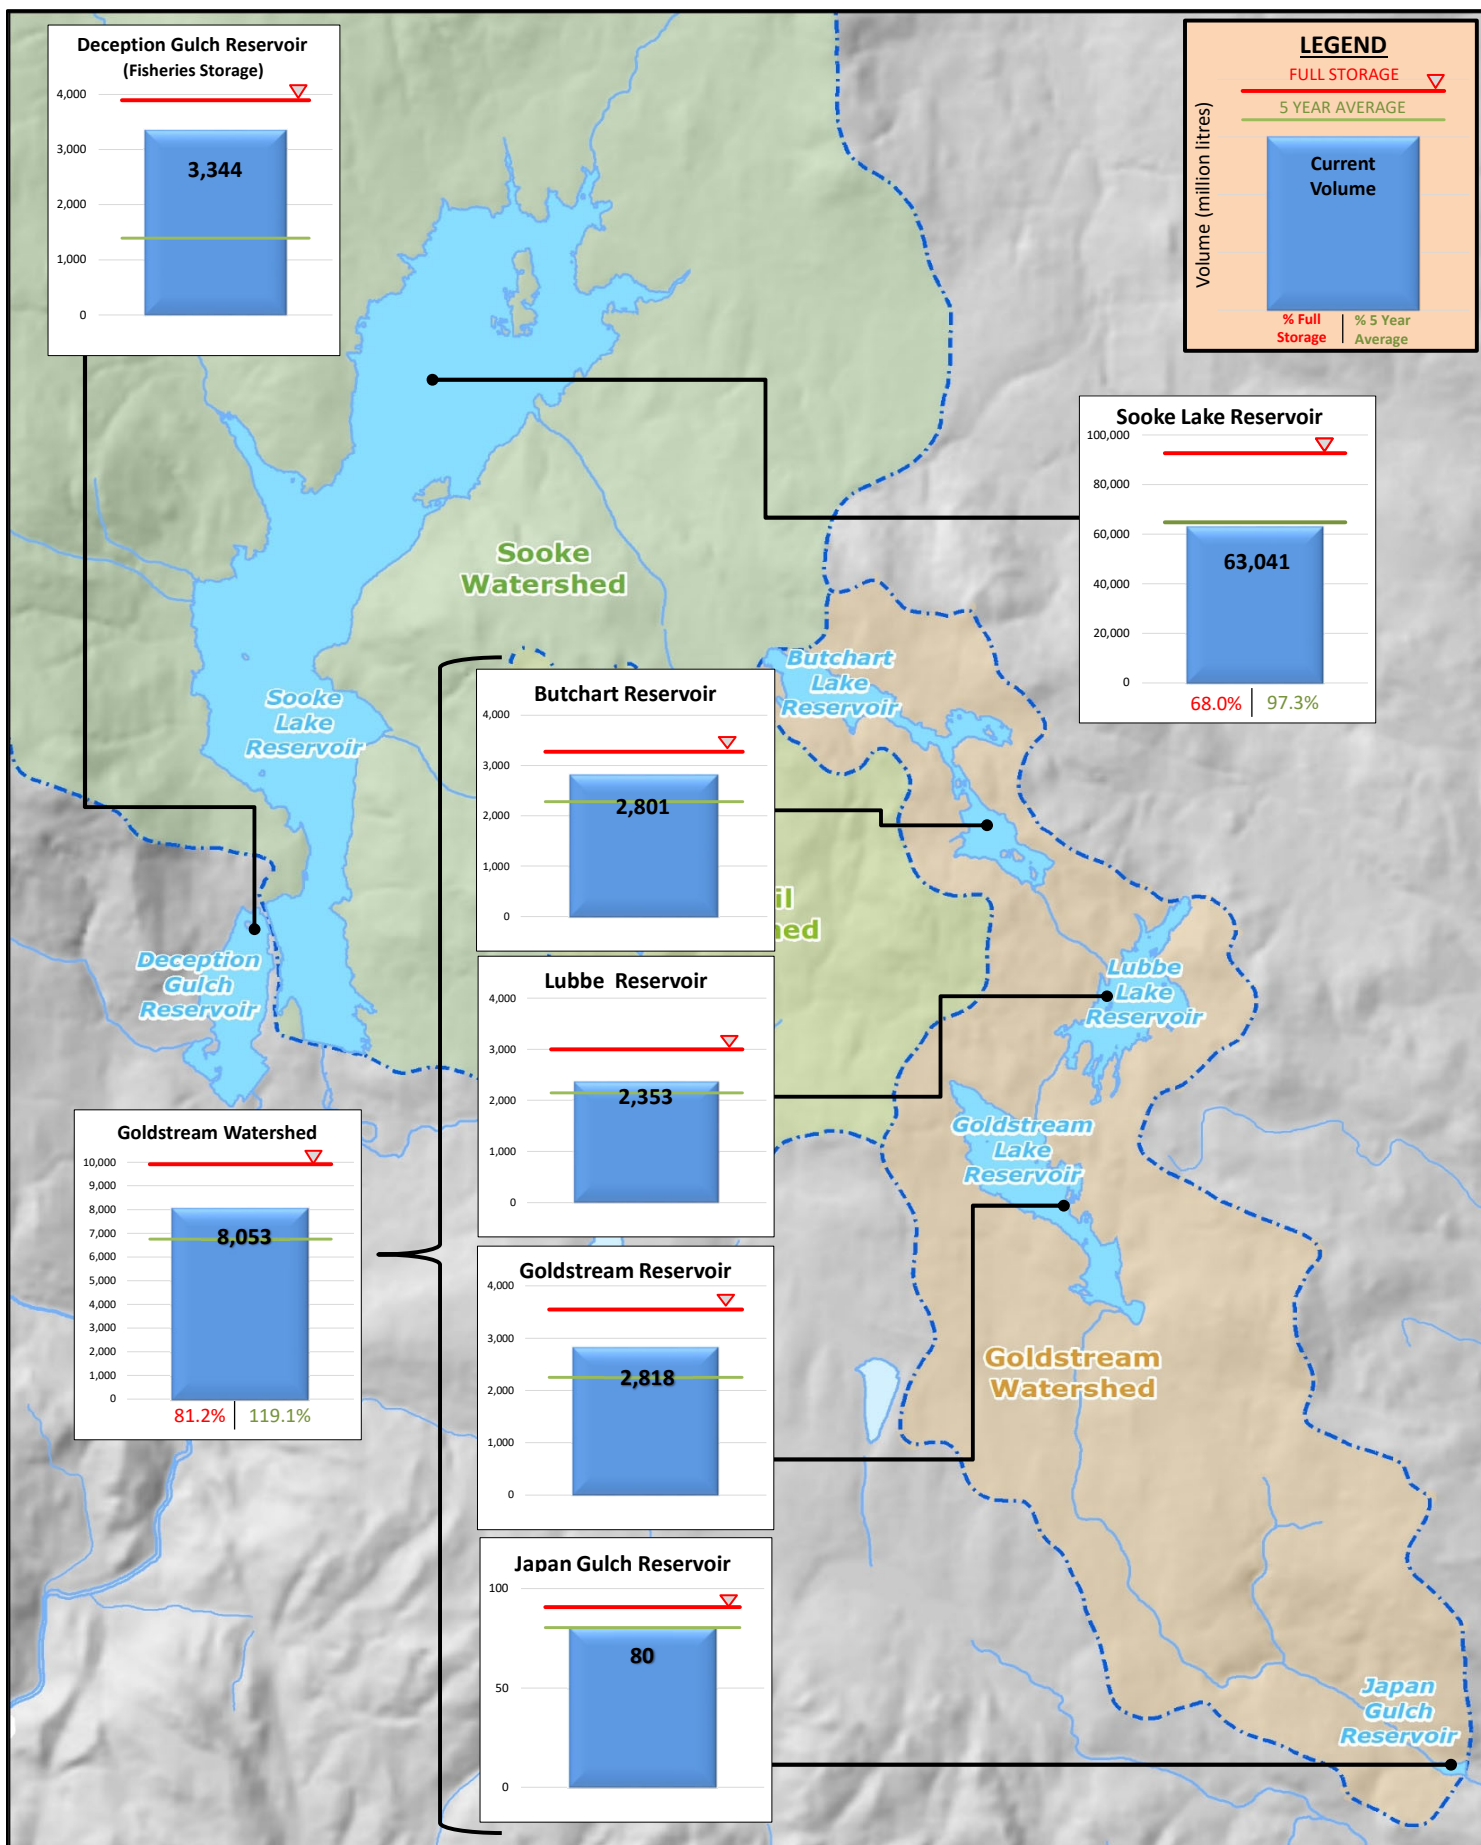 Deception Gulch Reservoir
(Fisheries Storage)
4,000
3,000
2,000
1,000
0
3,344
LEGEND
FULL STORAGE
5 YEAR AVERAGE
Volume (million litres)
Current
Volume
% Full
Storage
% 5 Year
Average
Sooke Lake Reservoir
100,000
80,000
60,000
40,000
20,000
0
63,041
68.0%
97.3%
Sooke
Watershed
Sooke
Lake
Reservoir
Butchart
Lake
Reservoir
Butchart Reservoir
4,000
3,000
2,000
1,000
0
2,801
il
hed
Deception
Gulch
Reservoir
Lubbe Reservoir
4,000
3,000
2,000
1,000
0
2,353
Lubbe
Lake
Reservoir
Goldstream Watershed
10,000
9,000
8,000
7,000
6,000
5,000
4,000
3,000
2,000
1,000
0
8,053
81.2%
119.1%
Goldstream
Lake
Reservoir
Goldstream Reservoir
4,000
3,000
2,000
1,000
0
2,818
Goldstream
Watershed
Japan Gulch Reservoir
100
50
0
80
Japan
Gulch
Reservoir